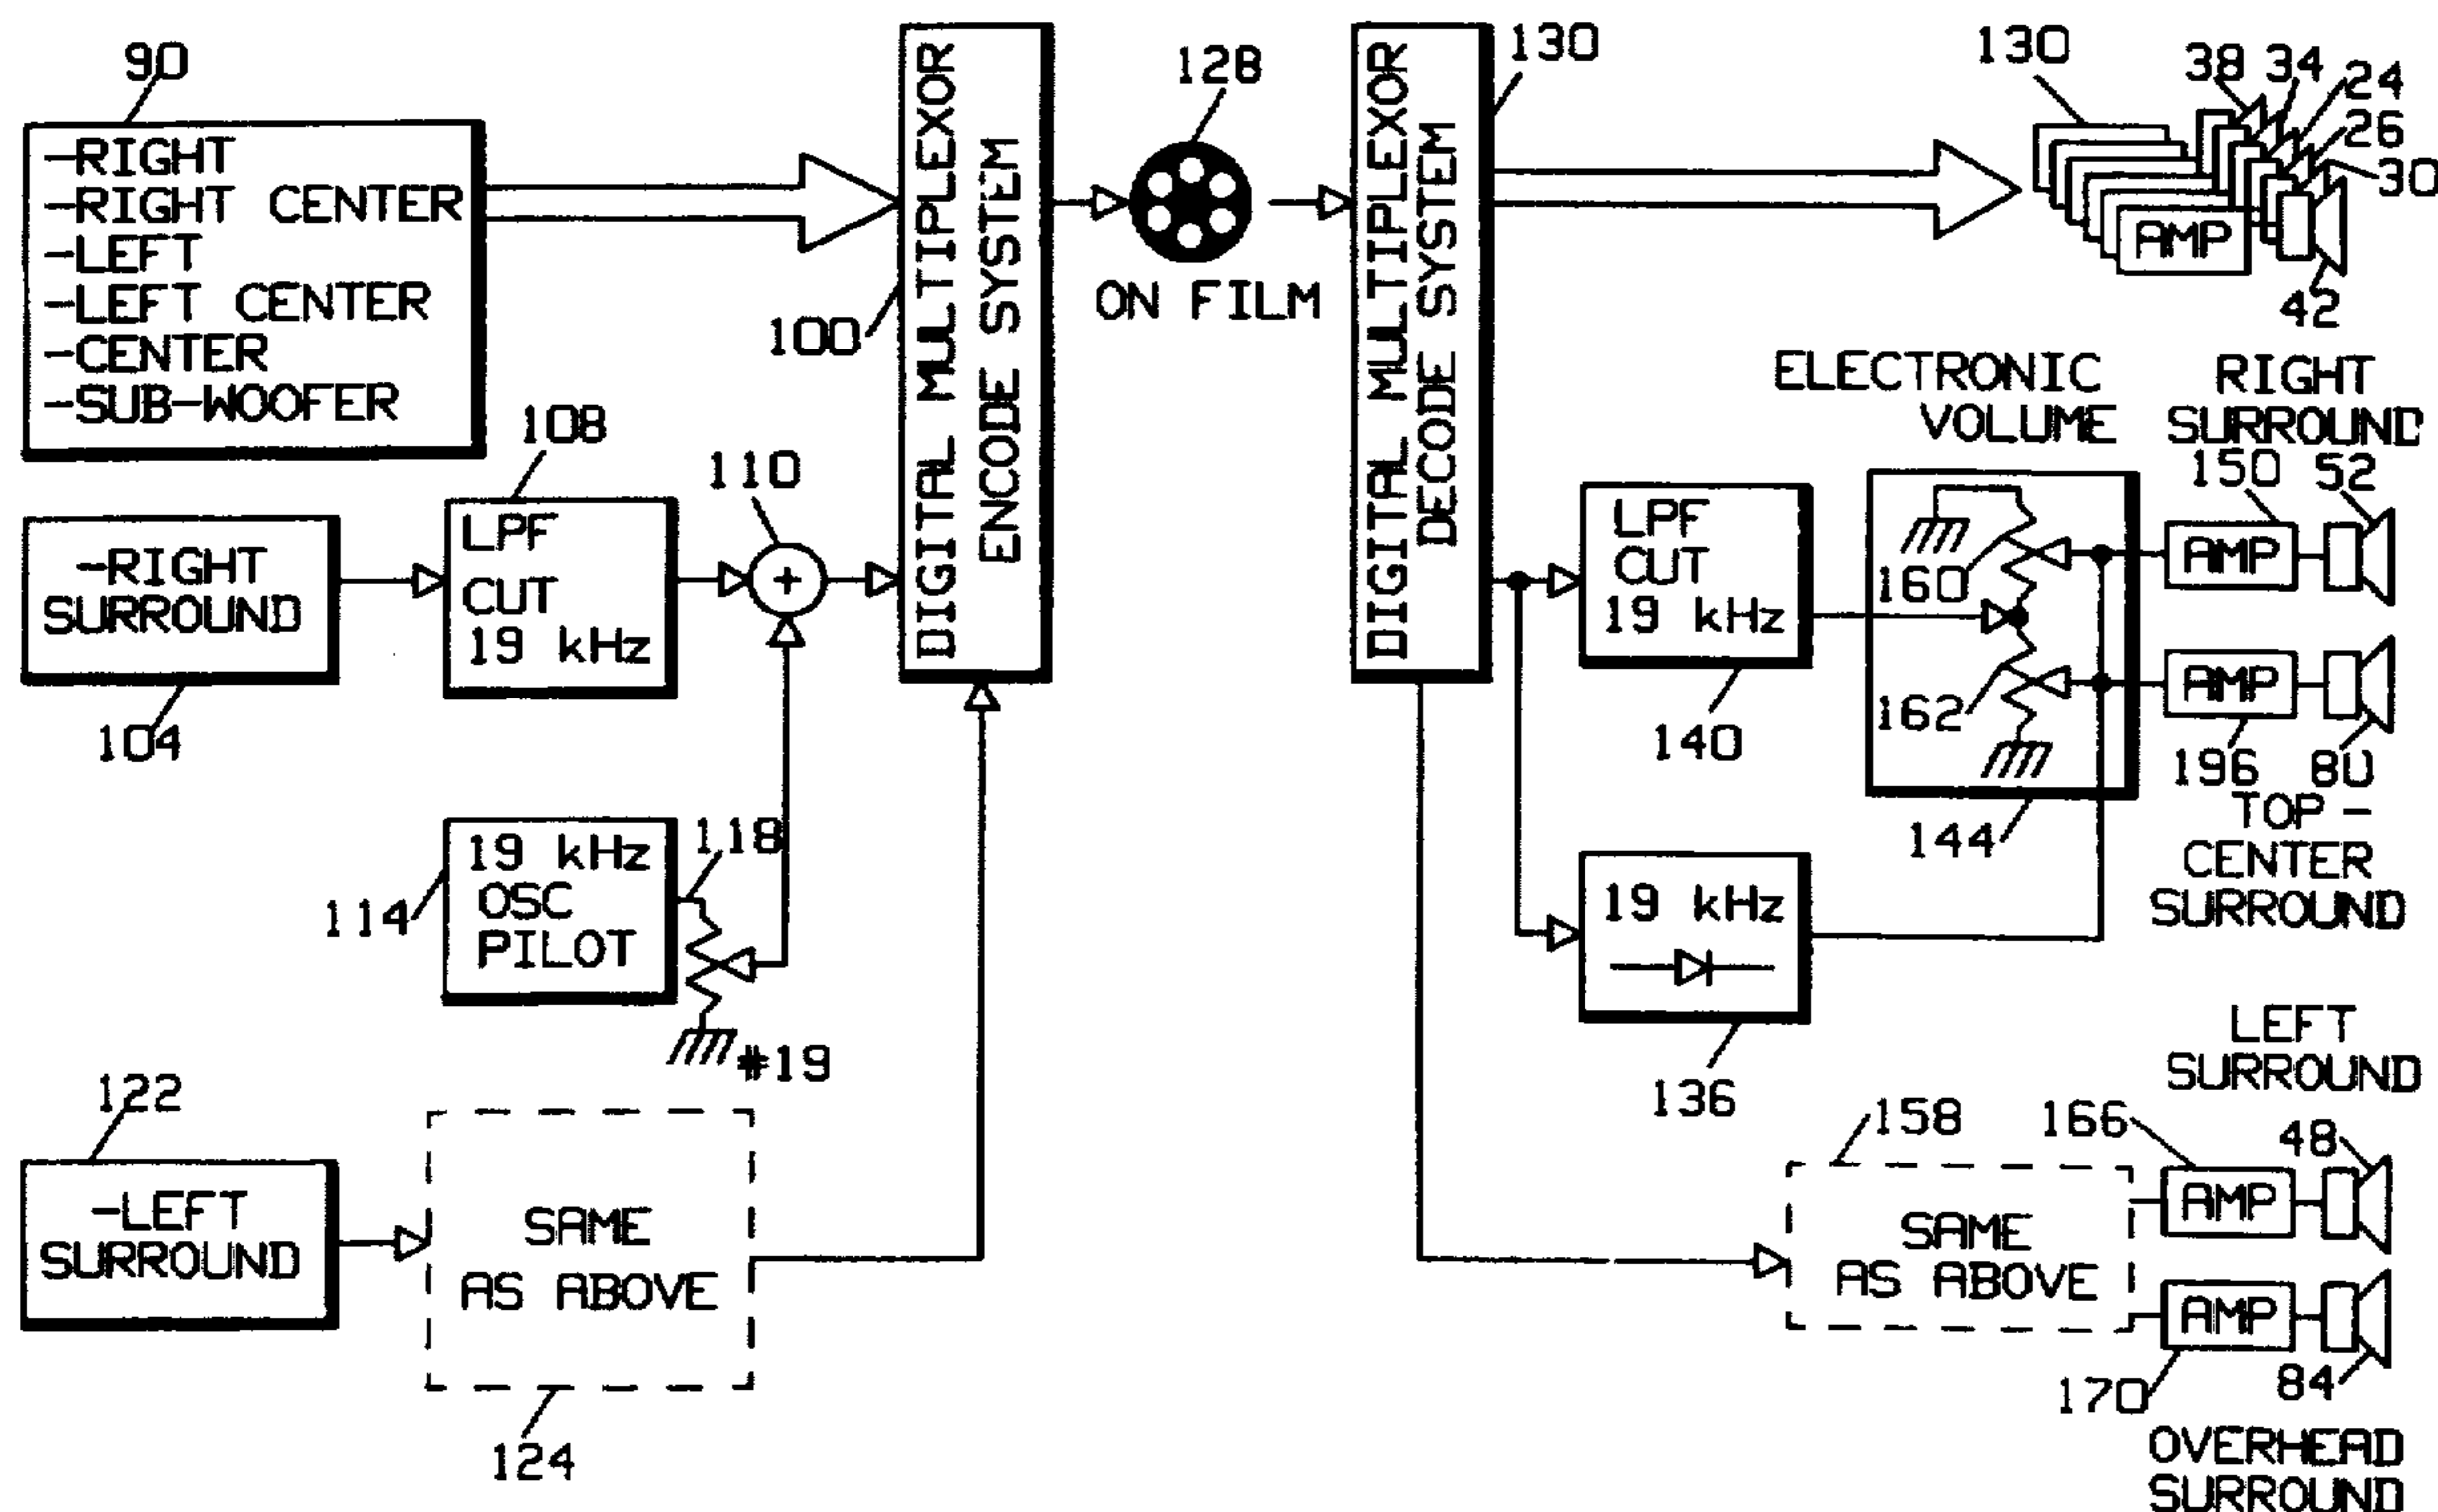 90
-RIGHT
-RIGHT CENTER
-LEFT
-LEFT CENTER
-CENTER
-SUB-WOOFER
100
DIGITAL MULTIPLEXOR
ENCODE SYSTEM
128
ON FILM
DIGITAL MULTIPLEXOR
DECODE SYSTEM
130
130
38
34
24
26
30
AMP
42
-RIGHT
SURROUND
104
108
LPF
CUT
19 kHz
110
+
19 kHz
OSC
PILOT
114
118
#19
122
-LEFT
SURROUND
SAME
AS ABOVE
124
LPF
CUT
19 kHz
140
ELECTRONIC
VOLUME
160
162
144
19 kHz
136
RIGHT
SURROUND
150
52
AMP
AMP
196
80
TOP -
CENTER
SURROUND
158
SAME
AS ABOVE
LEFT
SURROUND
166
48
AMP
AMP
170
84
OVERHEAD
SURROUND